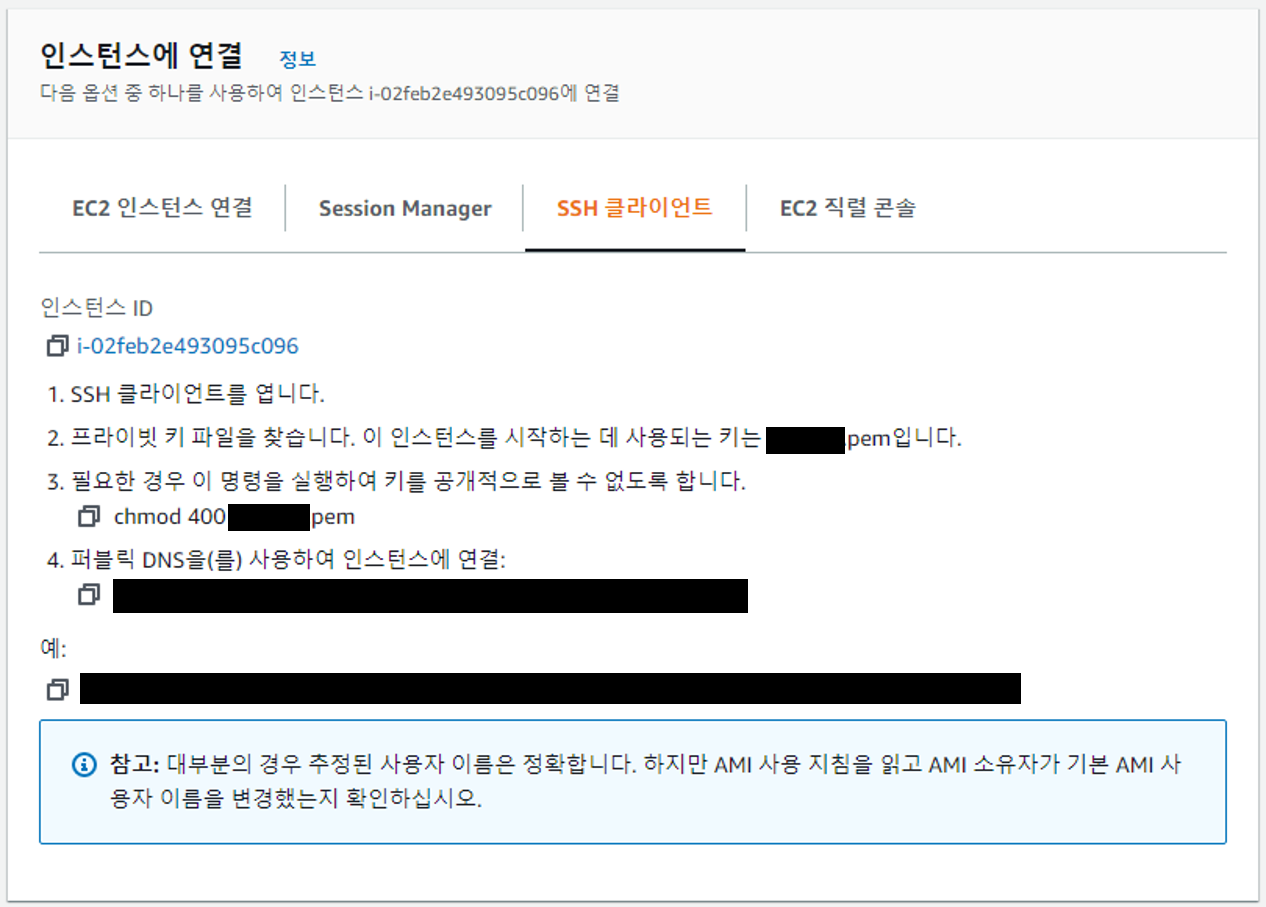 인스턴스에 연결 정보
다음 옵션 중 하나를 사용하여 인스턴스 i-02feb2e493095c096에 연결
EC2 인스턴스 연결 Session Manager SSH 클라이언트 EC2 직렬 콘솔
인스턴스 ID
i-02feb2e493095c096
1. SSH 클라이언트를 엽니다.
2. 프라이빗 키 파일을 찾습니다. 이 인스턴스를 시작하는 데 사용되는 키는 .pem입니다.
3. 필요한 경우 이 명령을 실행하여 키를 공개적으로 볼 수 없도록 합니다.
chmod 400 pem
4. 퍼블릭 DNS을(를) 사용하여 인스턴스에 연결:
예:
참고: 대부분의 경우 추정된 사용자 이름은 정확합니다. 하지만 AMI 사용 지침을 읽고 AMI 소유자가 기본 AMI 사
용자 이름을 변경했는지 확인하십시오.